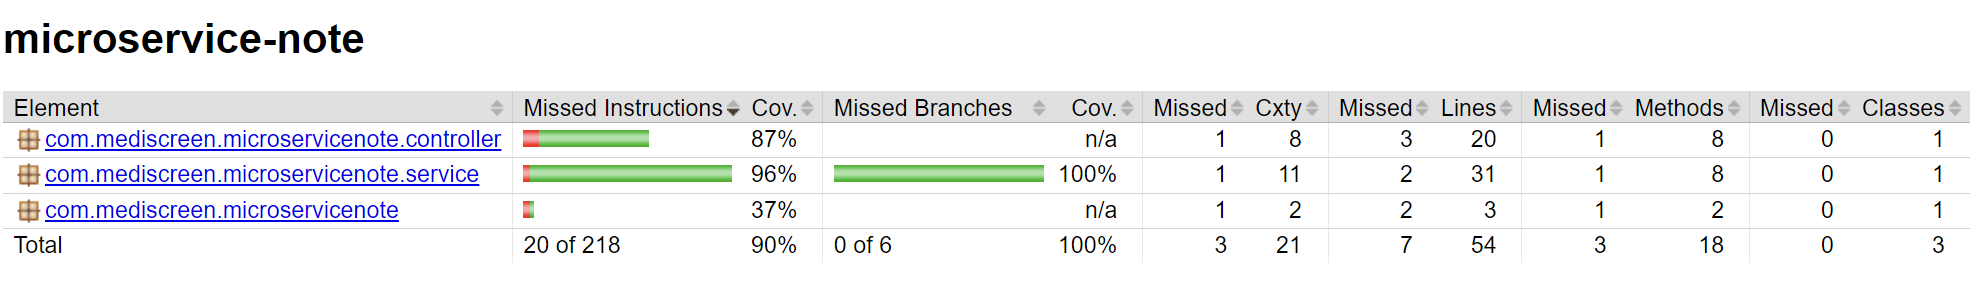 microservice-note
Element Missed Instructions Cov. Missed Branches Cov. Missed Cxty Missed Lines Missed Methods Missed Classes
com.mediscreen.microservicenote.controller 87% n/a 1 8 3 20 1 8 0 1
com.mediscreen.microservicenote.service 96% 100% 1 11 2 31 1 8 0 1
com.mediscreen.microservicenote 37% n/a 1 2 2 3 1 2 0 1
Total 20 of 218 90% 0 of 6 100% 3 21 7 54 3 18 0 3